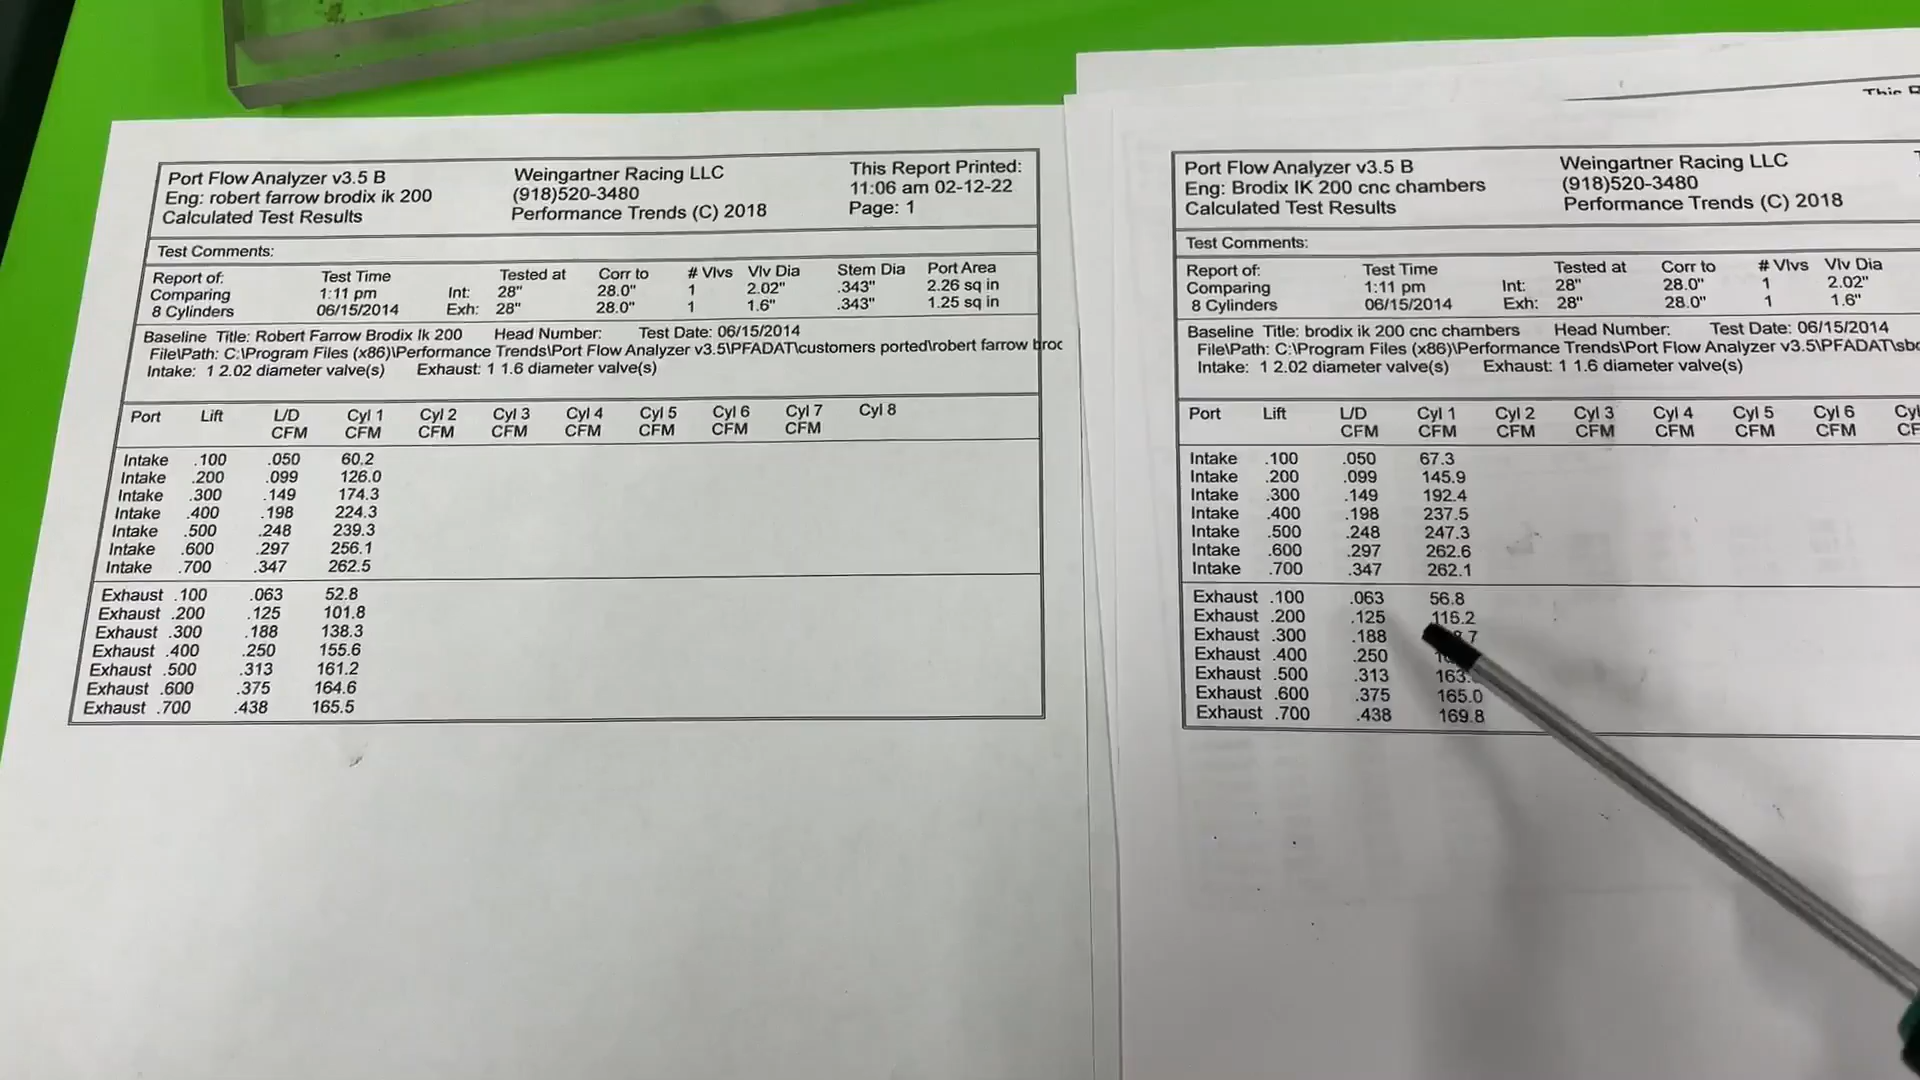 Port Flow Analyzer v3.5 B Weingartner Racing LLC This Report Printed:
Eng: robert farrow brodix ik 200 (918)520-3480 11:06 am 02-12-22
Calculated Test Results Performance Trends (C) 2018 Page: 1
Test Comments:
Report of: Test Time Tested at Corr to # Vlvs Vlv Dia Stem Dia Port Area
Comparing 1:11 pm Int: 28" 28.0" 1 2.02" .343" 2.26 sq in
8 Cylinders 06/15/2014 Exh: 28" 28.0" 1 1.6" .343" 1.25 sq in
Baseline Title: Robert Farrow Brodix Ik 200 Head Number: Test Date: 06/15/2014
File\Path: C:\Program Files (x86)\Performance Trends\Port Flow Analyzer v3.5\PFADAT\customers ported\robert farrow broc
Intake: 1 2.02 diameter valve(s) Exhaust: 1 1.6 diameter valve(s)
Port Lift L/D Cyl 1 Cyl 2 Cyl 3 Cyl 4 Cyl 5 Cyl 6 Cyl 7 Cyl 8
CFM CFM CFM CFM CFM CFM CFM CFM
Intake .100 .050 60.2
Intake .200 .099 126.0
Intake .300 .149 174.3
Intake .400 .198 224.3
Intake .500 .248 239.3
Intake .600 .297 256.1
Intake .700 .347 262.5
Exhaust .100 .063 52.8
Exhaust .200 .125 101.8
Exhaust .300 .188 138.3
Exhaust .400 .250 155.6
Exhaust .500 .313 161.2
Exhaust .600 .375 164.6
Exhaust .700 .438 165.5
This
Port Flow Analyzer v3.5 B Weingartner Racing LLC
Eng: Brodix IK 200 cnc chambers (918)520-3480
Calculated Test Results Performance Trends (C) 2018
Test Comments:
Report of: Test Time Tested at Corr to # Vlvs Vlv Dia
Comparing 1:11 pm Int: 28" 28.0" 1 2.02"
8 Cylinders 06/15/2014 Exh: 28" 28.0" 1 1.6"
Baseline Title: brodix ik 200 cnc chambers Head Number: Test Date: 06/15/2014
File\Path: C:\Program Files (x86)\Performance Trends\Port Flow Analyzer v3.5\PFADAT\sbc
Intake: 1 2.02 diameter valve(s) Exhaust: 1 1.6 diameter valve(s)
Port Lift L/D Cyl 1 Cyl 2 Cyl 3 Cyl 4 Cyl 5 Cyl 6 Cyl
CFM CFM CFM CFM CFM CFM CFM CF
Intake .100 .050 67.3
Intake .200 .099 145.9
Intake .300 .149 192.4
Intake .400 .198 237.5
Intake .500 .248 247.3
Intake .600 .297 262.6
Intake .700 .347 262.1
Exhaust .100 .063 56.8
Exhaust .200 .125 116.2
Exhaust .300 .188
Exhaust .400 .250
Exhaust .500 .313
Exhaust .600 .375 165.0
Exhaust .700 .438 169.8